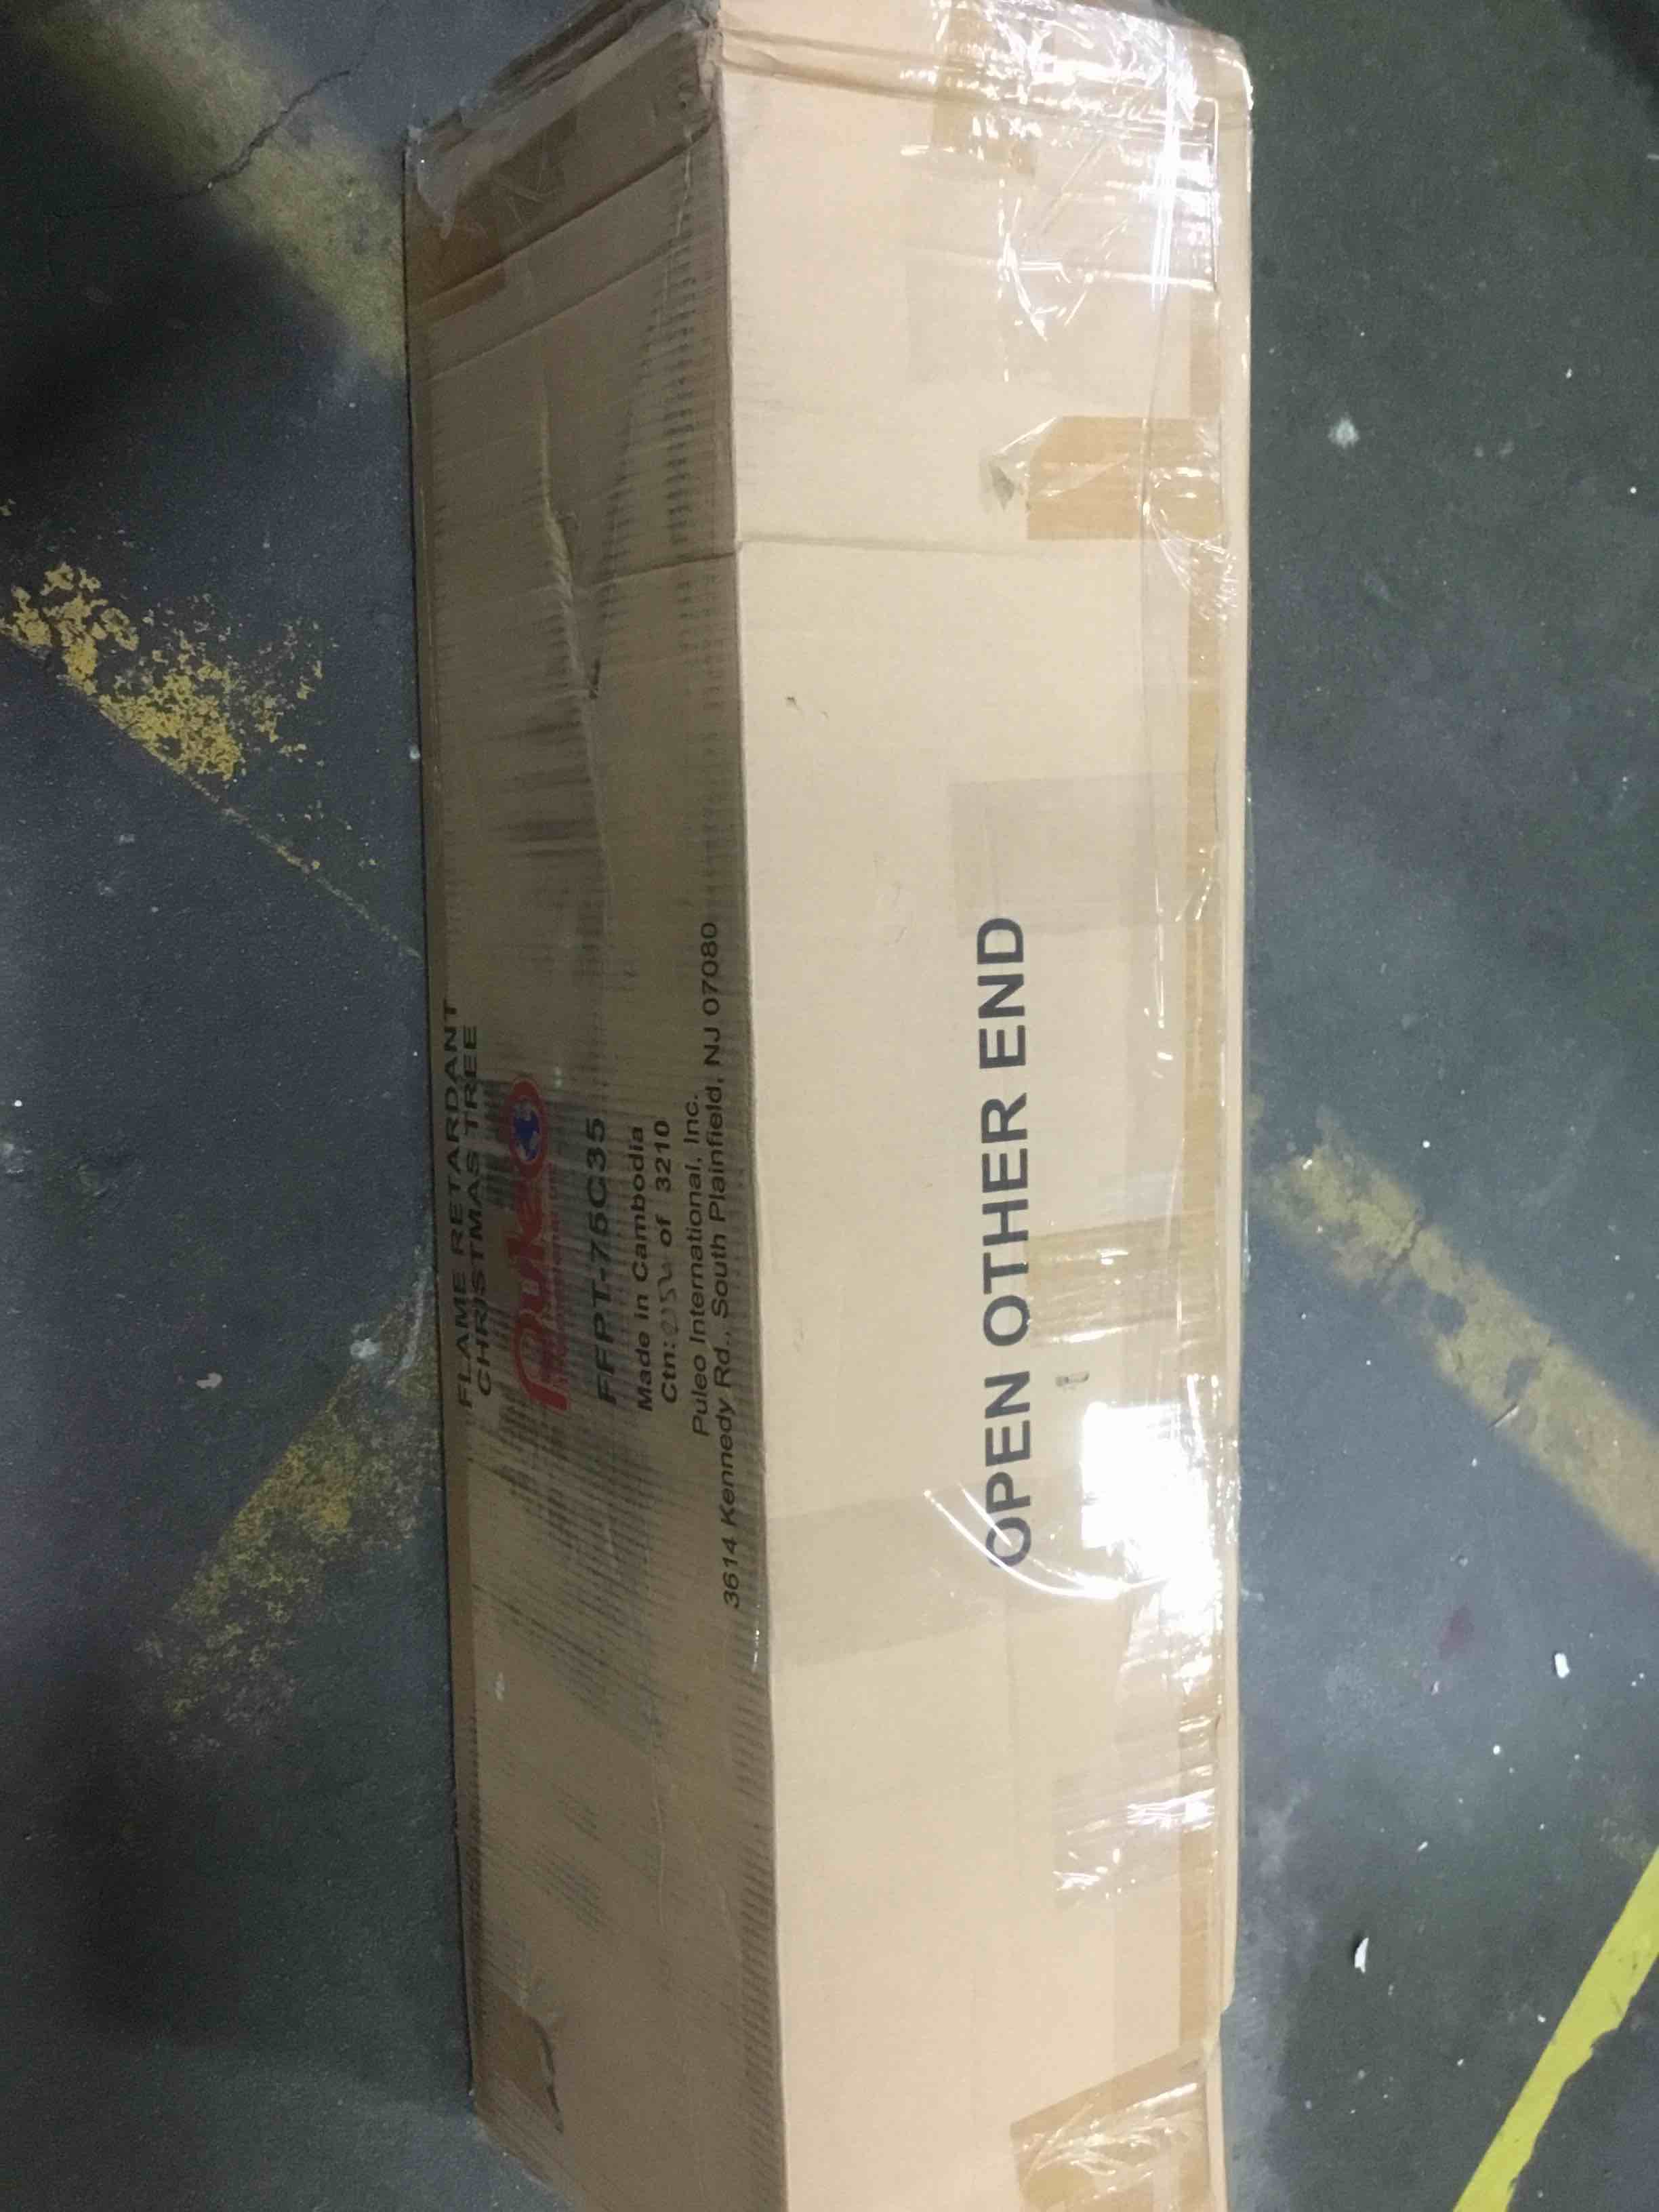 FLAME RETARDANT
CHRISTMAS TREE
Puleo
FFPT-75C35
Made in Cambodia
Ctn: of 3210
Puleo International, Inc.
3614 Kennedy Rd., South Plainfield, NJ 07080
OPEN OTHER END